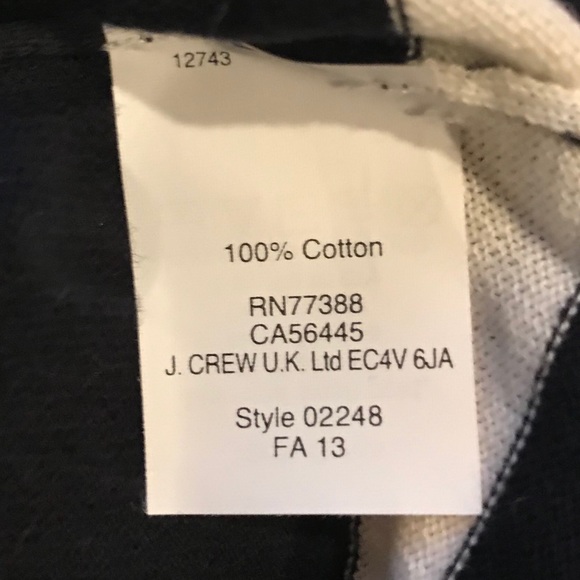 12743
100% Cotton
RN77388
CA56445
J. CREW U.K. Ltd EC4V 6JA
Style 02248
FA 13